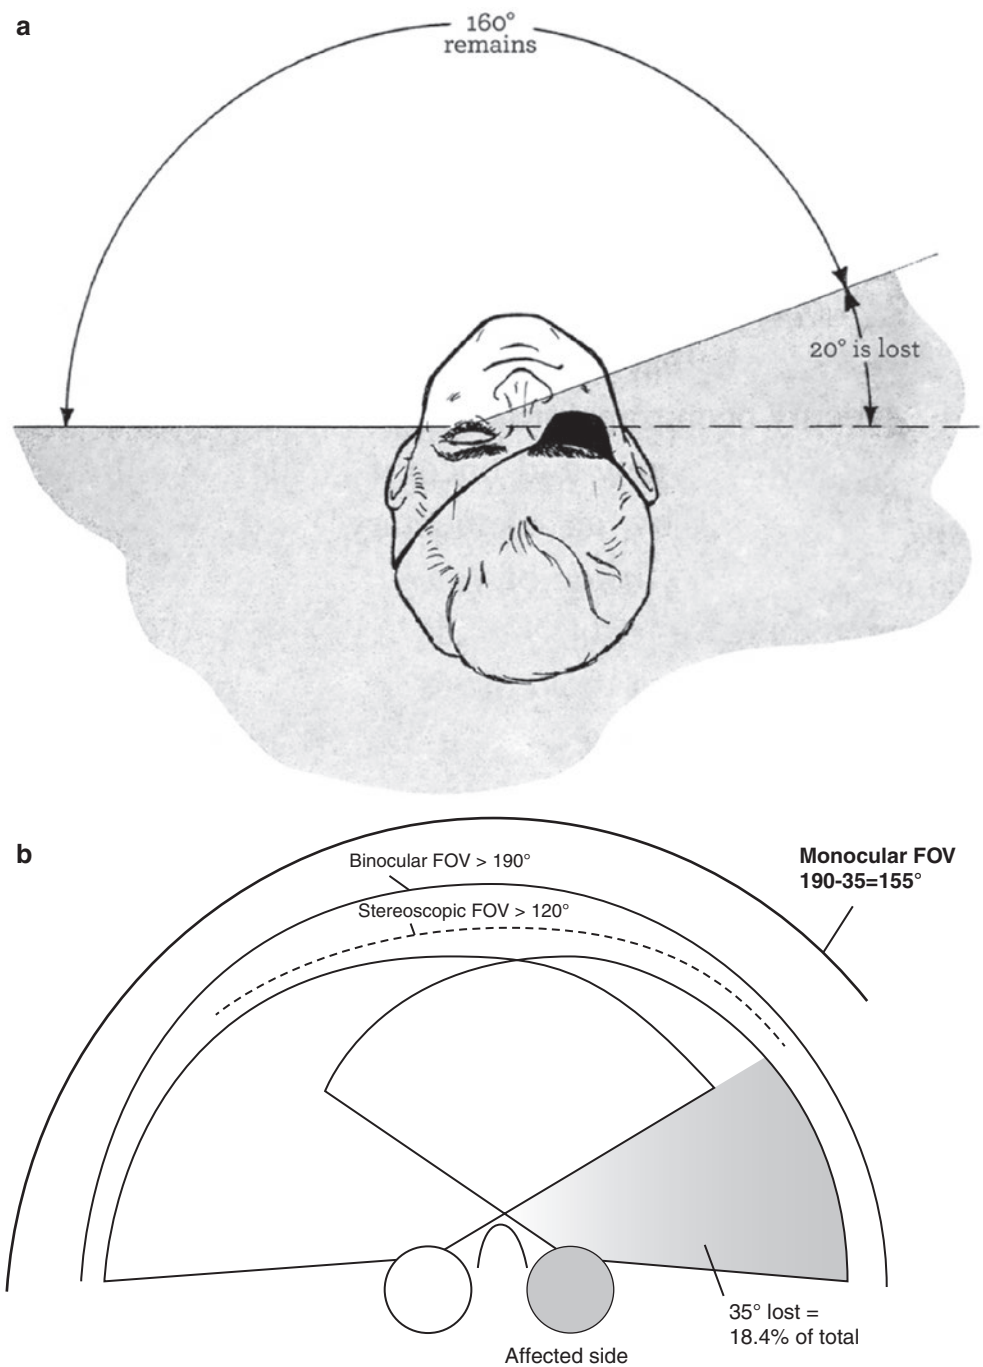 a
160°
remains
20° is lost
b
Binocular FOV > 190°
Stereoscopic FOV > 120°
Monocular FOV
190-35=155°
35° lost =
18.4% of total
Affected side